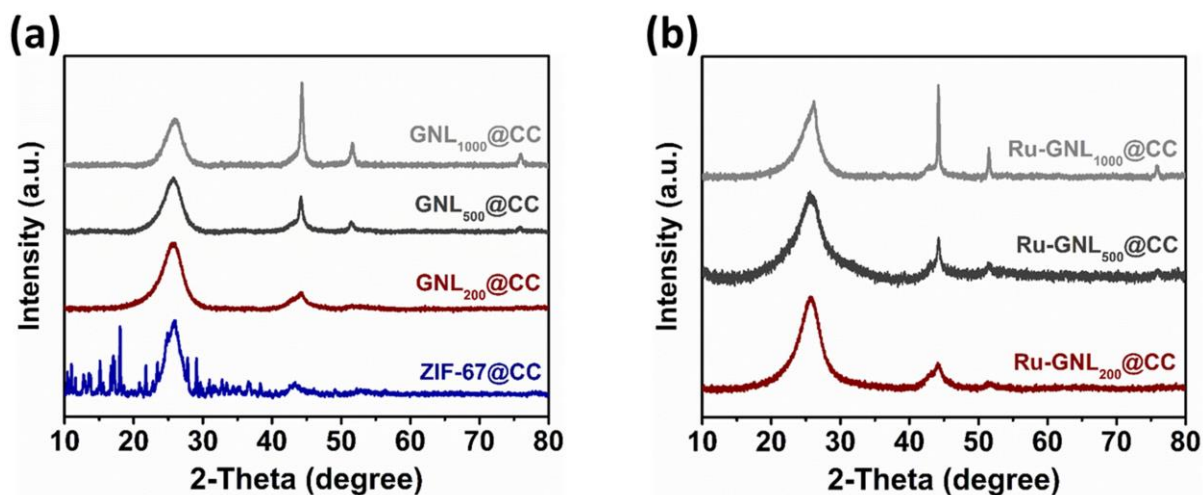 (a)
Intensity (a.u.)
GNL1000@CC
GNL500@CC
GNL200@CC
ZIF-67@CC
10 20 30 40 50 60 70 80
2-Theta (degree)
(b)
Intensity (a.u.)
Ru-GNL1000@CC
Ru-GNL500@CC
Ru-GNL200@CC
10 20 30 40 50 60 70 80
2-Theta (degree)